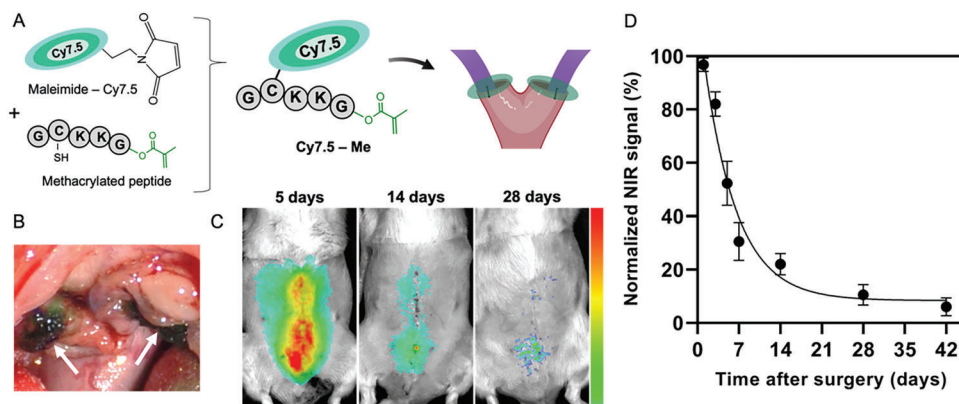 A
Cy7.5
N
O
O
Maleimide – Cy7.5
+
G C K K G
SH
O
O
Methacrylated peptide
Cy7.5
G C K K G
O
O
Cy7.5 – Me
B
C
5 days
14 days
28 days
D
Normalized NIR signal (%)
100
80
60
40
20
0
0 7 14 21 28 35 42
Time after surgery (days)